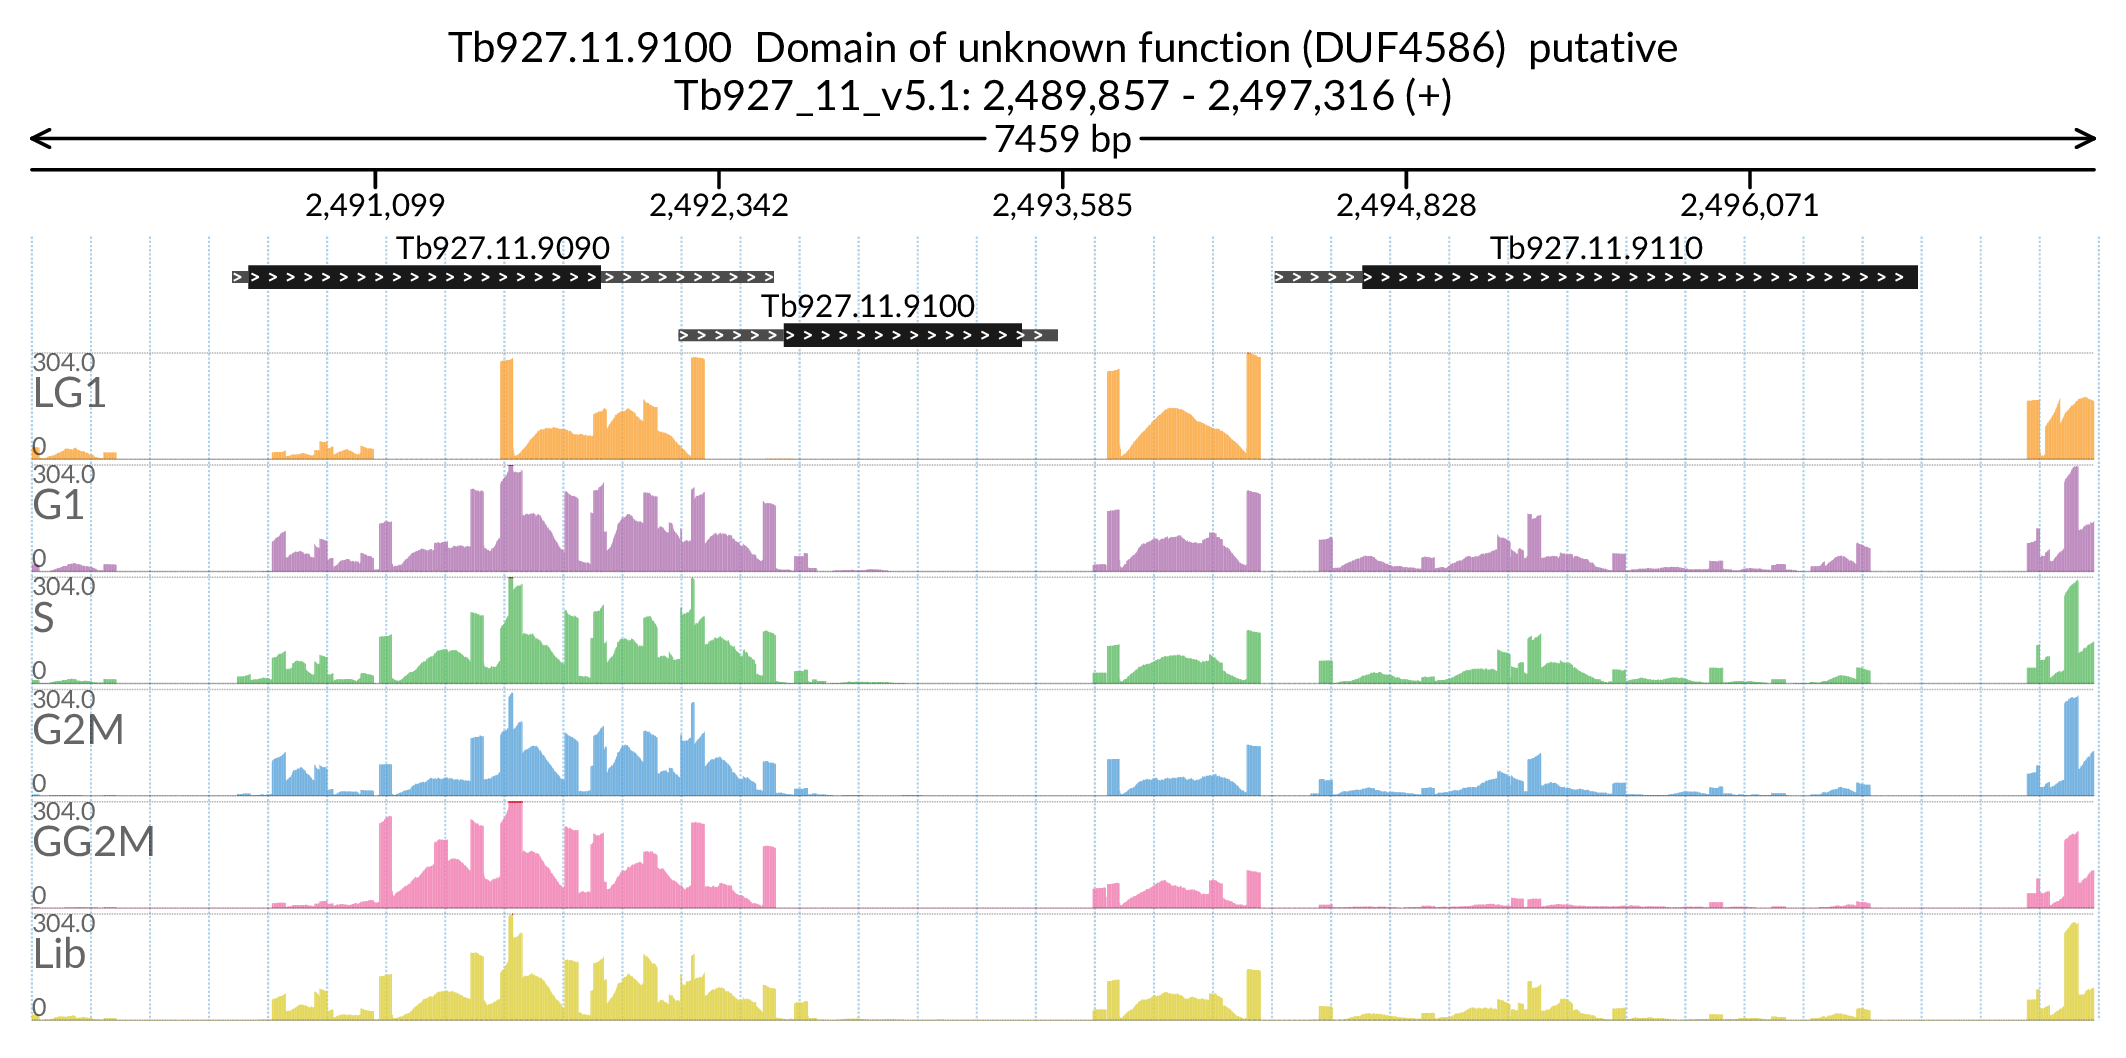 Tb927.11.9100 Domain of unknown function (DUF4586) putative
Tb927_11_v5.1: 2,489,857 - 2,497,316 (+)
7459 bp
2,491,099 2,492,342 2,493,585 2,494,828 2,496,071
Tb927.11.9090 Tb927.11.9110
Tb927.11.9100
304.0
LG1
0
304.0
G1
0
304.0
S
0
304.0
G2M
0
304.0
GG2M
0
304.0
Lib
0